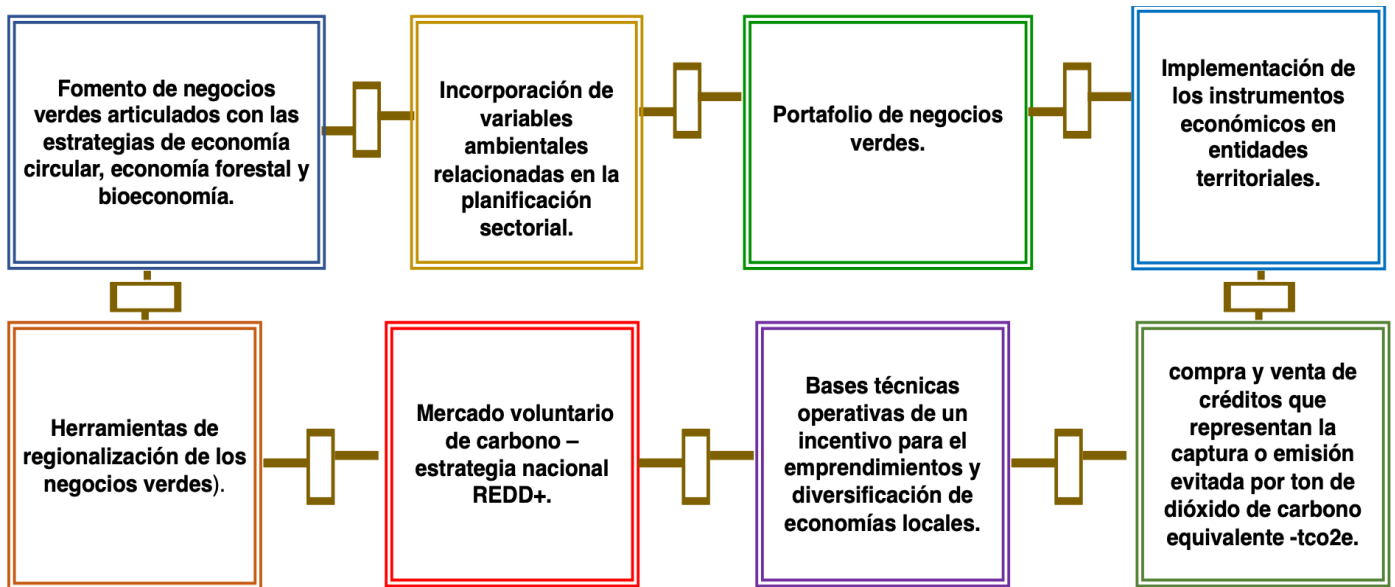 Fomento de negocios
verdes articulados con las
estrategias de economía
circular, economía forestal y
bioeconomía.
Incorporación de
variables
ambientales
relacionadas en la
planificación
sectorial.
Portafolio de negocios
verdes.
Implementación de
los instrumentos
económicos en
entidades
territoriales.
Herramientas de
regionalización de los
negocios verdes).
Mercado voluntario
de carbono –
estrategia nacional
REDD+.
Bases técnicas
operativas de un
incentivo para el
emprendimientos y
diversificación de
economías locales.
compra y venta de
créditos que
representan la
captura o emisión
evitada por ton de
dióxido de carbono
equivalente -tco2e.